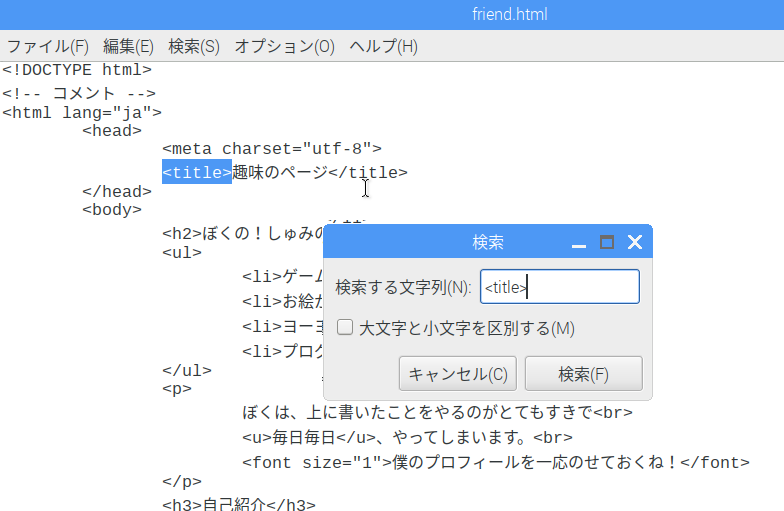 friend.html
ファイル(F) 編集(E) 検索(S) オプション(O) ヘルプ(H)
<!DOCTYPE html>
<!-- コメント -->
<html lang="ja">
<head>
<meta charset="utf-8">
<title>趣味のページ</title>
</head>
<body>
<h2>ぼくの！しゅみの
<ul>
<li>ゲーム
<li>お絵か
<li>ヨーヨ
<li>プログ
</ul>
<p>
ぼくは、上に書いたことをやるのがとてもすきで<br>
<u>毎日毎日</u>、やってしまいます。<br>
<font size="1">僕のプロフィールを一応のせておくね！</font>
</p>
<h3>自己紹介</h3>
検索
検索する文字列(N): <title>
大文字と小文字を区別する(M)
キャンセル(C) 検索(F)